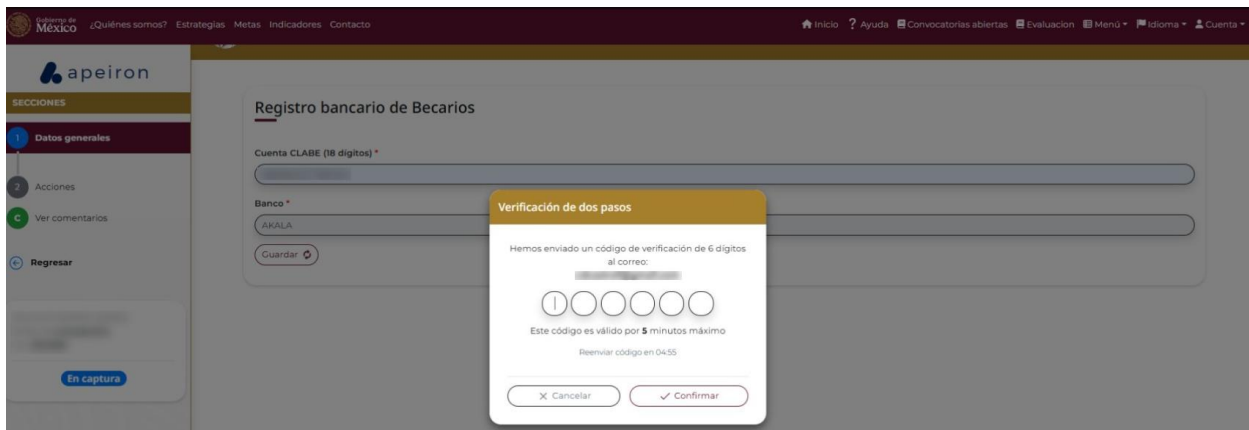 Gobierno de
México
¿Quiénes somos? Estrategias Metas Indicadores Contacto
Inicio ? Ayuda Convocatorias abiertas Evaluacion Menú Idioma Cuenta
apeiron
SECCIONES
1 Datos generales
2 Acciones
C Ver comentarios
Regresar
En captura
Registro bancario de Becarios
Cuenta CLABE (18 dígitos) *
Banco *
AKALA
Guardar
Verificación de dos pasos
Hemos enviado un código de verificación de 6 dígitos
al correo:
Este código es válido por 5 minutos máximo
Reenviar código en 04:55
Cancelar
Confirmar